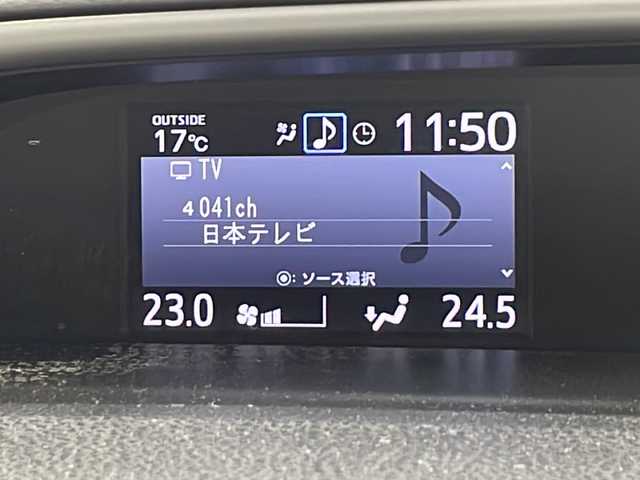 OUTSIDE
17℃
11:50
TV
4 041ch
日本テレビ
◉: ソース選択
23.0
24.5